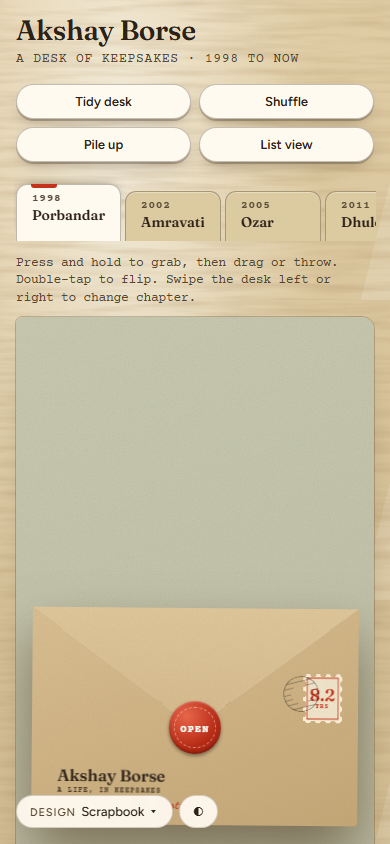 Akshay Borse
A DESK OF KEEPSAKES · 1998 TO NOW
Tidy desk
Shuffle
Pile up
List view
1998
Porbandar
2002
Amravati
2005
Ozar
2011
Press and hold to grab, then drag or throw.
Double-tap to flip. Swipe the desk left or
right to change chapter.
8.2
YRS
OPEN
Akshay Borse
A LIFE, IN KEEPSAKES
DESIGN Scrapbook